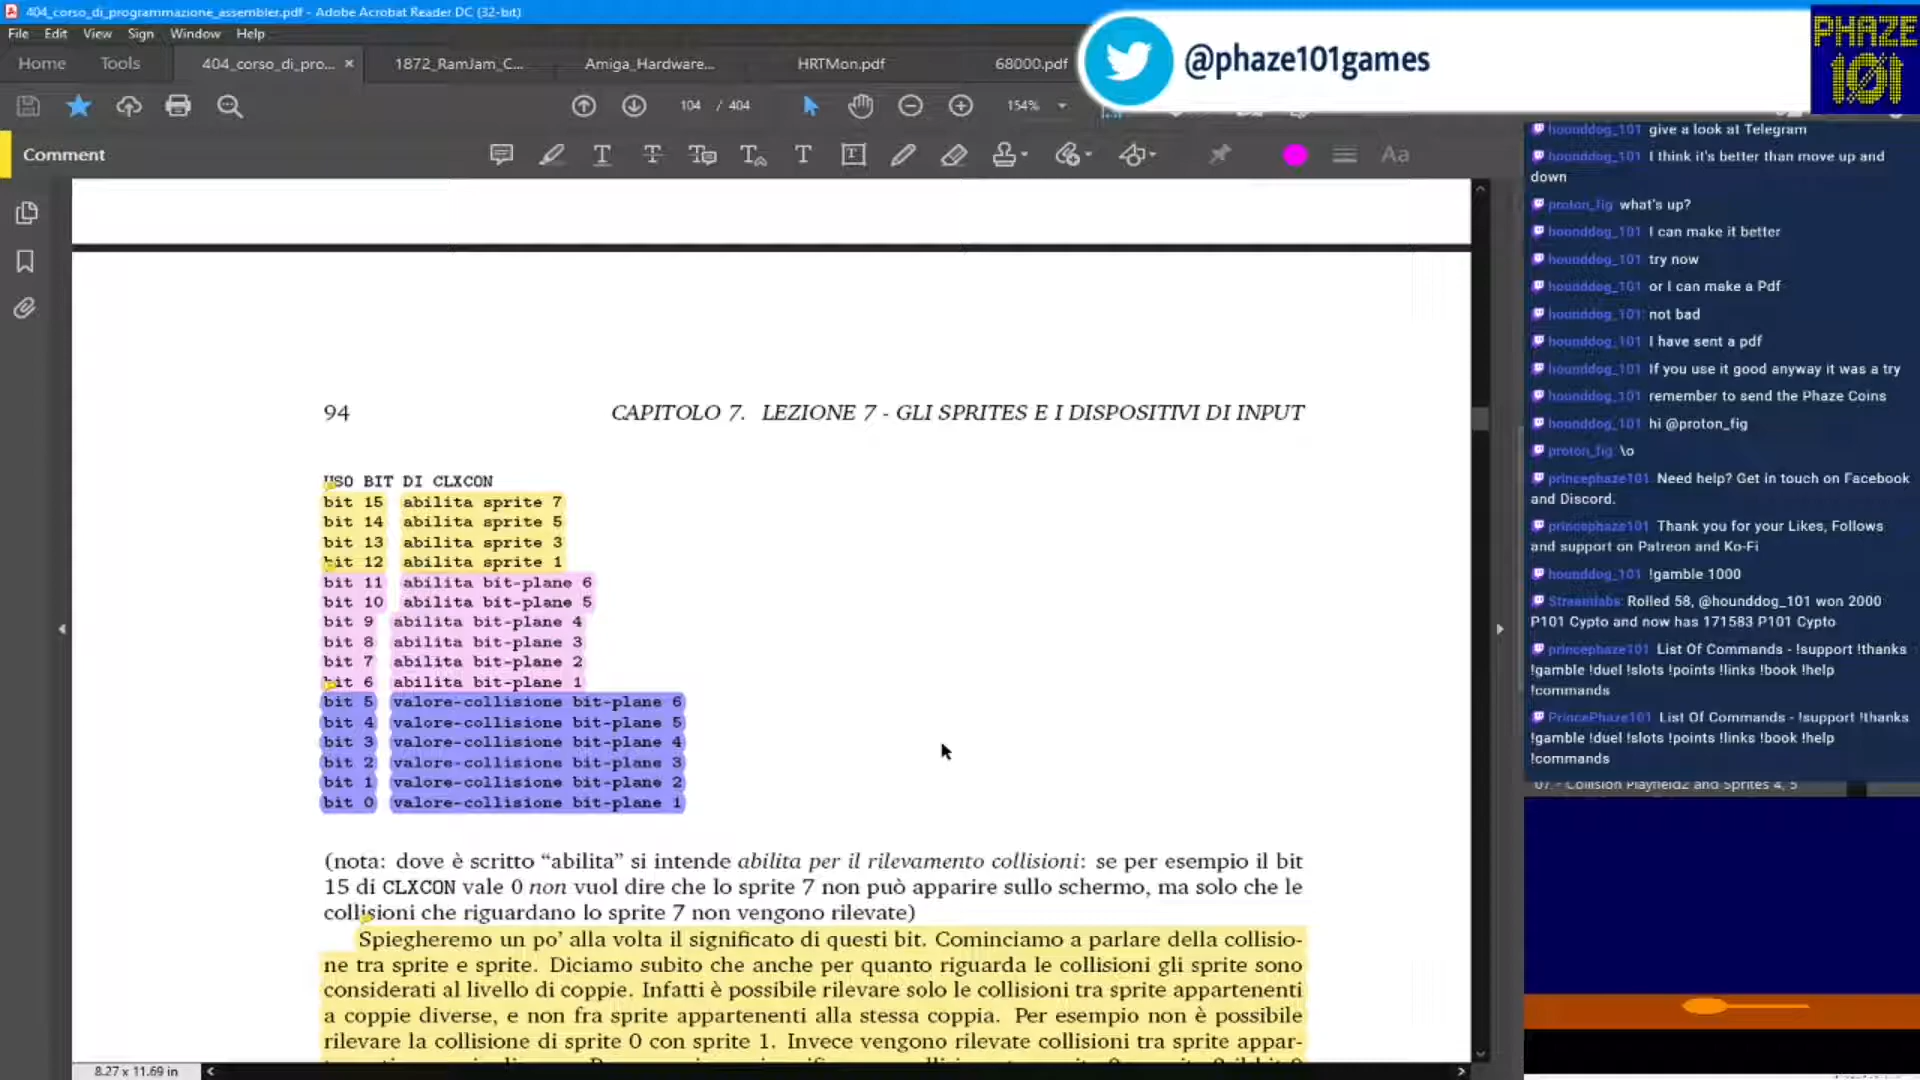 404_corso_di_programmazione_assembler.pdf - Adobe Acrobat Reader DC (32-bit)
File Edit View Sign Window Help
Home Tools 404_corso_di_pro... × 1872_RamJam_C... Amiga_Hardware... HRTMon.pdf 68000.pdf
@phaze101games
PHAZE
101
104 / 404 154%
Comment
94 CAPITOLO 7. LEZIONE 7 - GLI SPRITES E I DISPOSITIVI DI INPUT
USO BIT DI CLXCON
bit 15 abilita sprite 7
bit 14 abilita sprite 5
bit 13 abilita sprite 3
bit 12 abilita sprite 1
bit 11 abilita bit-plane 6
bit 10 abilita bit-plane 5
bit 9 abilita bit-plane 4
bit 8 abilita bit-plane 3
bit 7 abilita bit-plane 2
bit 6 abilita bit-plane 1
bit 5 valore-collisione bit-plane 6
bit 4 valore-collisione bit-plane 5
bit 3 valore-collisione bit-plane 4
bit 2 valore-collisione bit-plane 3
bit 1 valore-collisione bit-plane 2
bit 0 valore-collisione bit-plane 1
(nota: dove è scritto “abilita” si intende abilita per il rilevamento collisioni: se per esempio il bit
15 di CLXCON vale 0 non vuol dire che lo sprite 7 non può apparire sullo schermo, ma solo che le
collisioni che riguardano lo sprite 7 non vengono rilevate)
Spiegheremo un po’ alla volta il significato di questi bit. Cominciamo a parlare della collisio-
ne tra sprite e sprite. Diciamo subito che anche per quanto riguarda le collisioni gli sprite sono
considerati al livello di coppie. Infatti è possibile rilevare solo le collisioni tra sprite appartenenti
a coppie diverse, e non fra sprite appartenenti alla stessa coppia. Per esempio non è possibile
rilevare la collisione di sprite 0 con sprite 1. Invece vengono rilevate collisioni tra sprite appar-
8.27 x 11.69 in
hounddog_101 give a look at Telegram
hounddog_101 I think it's better than move up and
down
proton_fig what's up?
hounddog_101 I can make it better
hounddog_101 try now
hounddog_101 or I can make a Pdf
hounddog_101 not bad
hounddog_101 I have sent a pdf
hounddog_101 If you use it good anyway it was a try
hounddog_101 remember to send the Phaze Coins
hounddog_101 hi @proton_fig
proton_fig \o
princephaze101 Need help? Get in touch on Facebook
and Discord.
princephaze101 Thank you for your Likes, Follows
and support on Patreon and Ko-Fi
hounddog_101 !gamble 1000
Streamlabs Rolled 58, @hounddog_101 won 2000
P101 Cypto and now has 171583 P101 Cypto
princephaze101 List Of Commands - !support !thanks
!gamble !duel !slots !points !links !book !help
!commands
PrincePhaze101 List Of Commands - !support !thanks
!gamble !duel !slots !points !links !book !help
!commands
07. - Collision Playfield2 and Sprites 4, 5